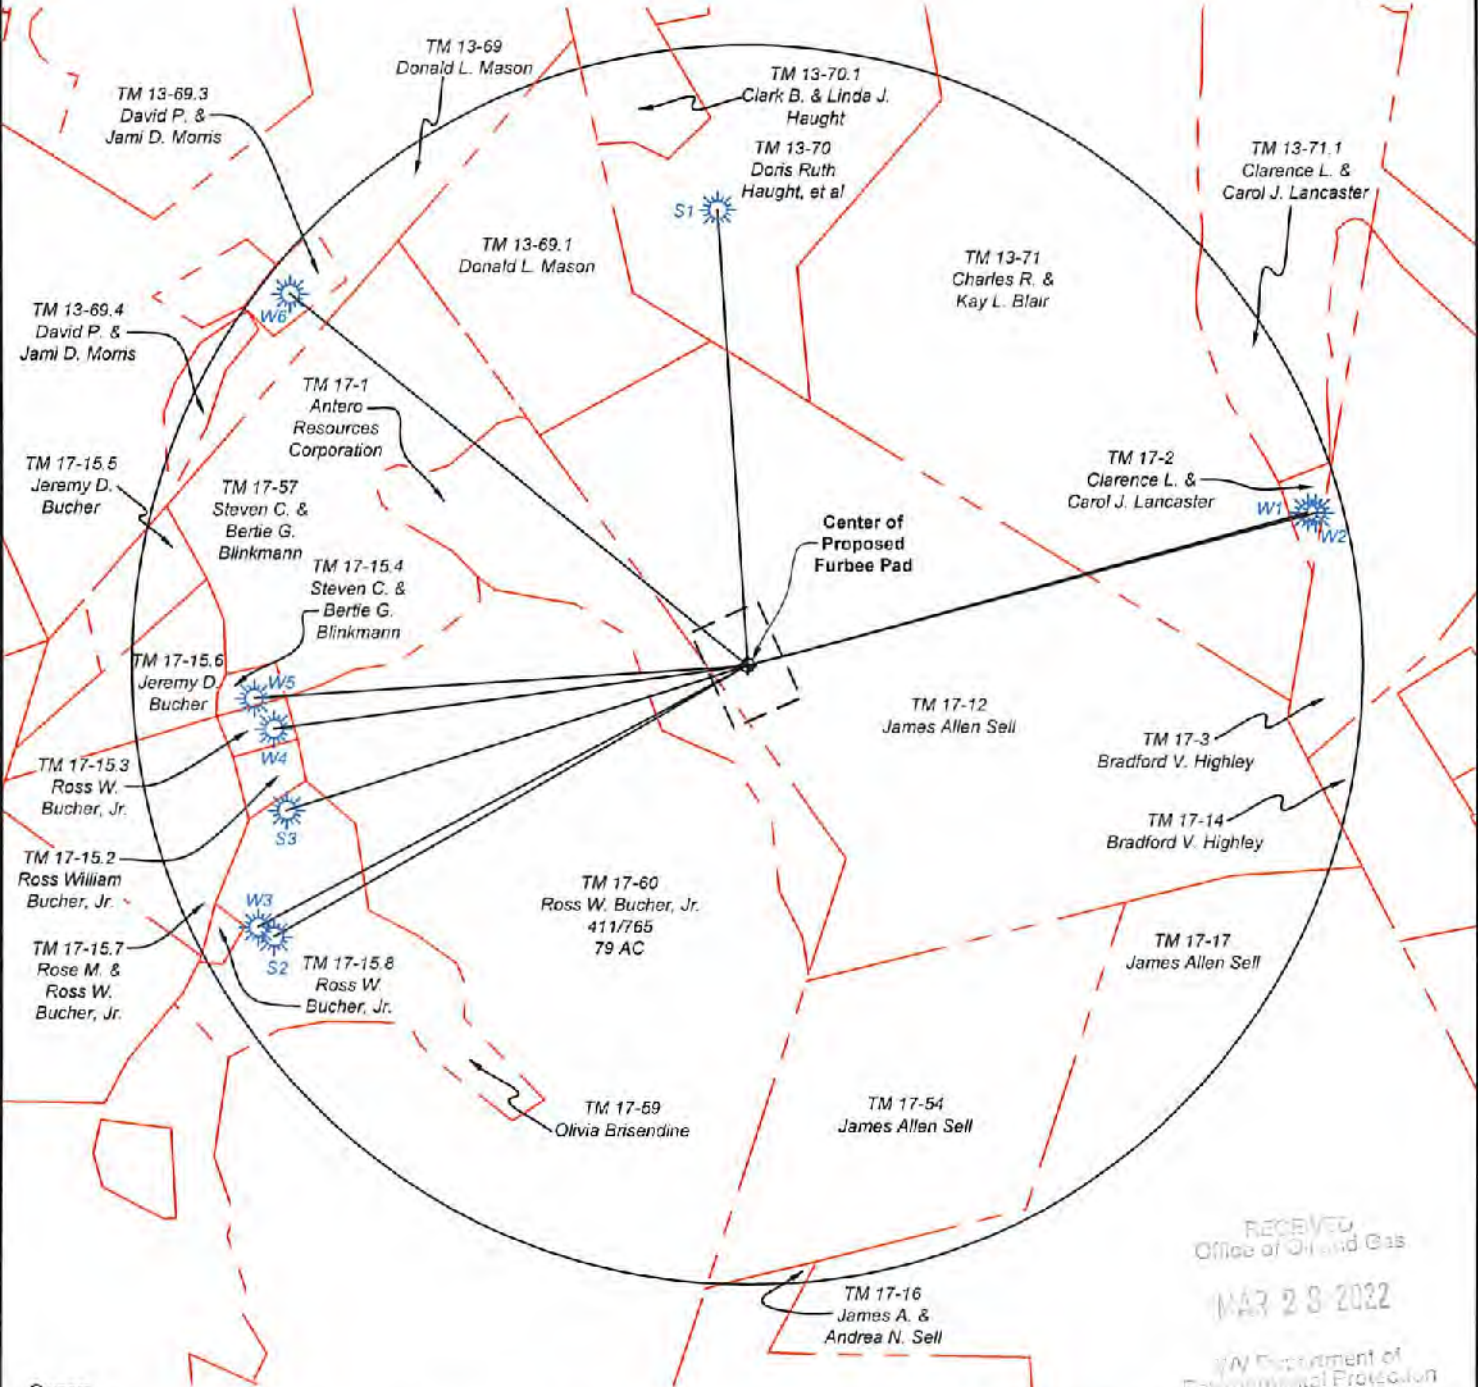 TM 13-69
Donald L. Mason
TM 13-69.3
David P. &
Jami D. Morris
TM 13-70.1
Clark B. & Linda J.
Haught
TM 13-70
Doris Ruth
Haught, et al
S1
TM 13-71.1
Clarence L. &
Carol J. Lancaster
TM 13-69.1
Donald L. Mason
TM 13-71
Charles R. &
Kay L. Blair
W6
TM 13-69.4
David P. &
Jami D. Morris
TM 17-1
Antero
Resources
Corporation
TM 17-15.5
Jeremy D.
Bucher
TM 17-57
Steven C. &
Bertie G.
Blinkmann
TM 17-2
Clarence L. &
Carol J. Lancaster
W1
W2
Center of
Proposed
Furbee Pad
TM 17-15.4
Steven C. &
Bertie G.
Blinkmann
TM 17-15.6
Jeremy D.
Bucher
W5
W4
TM 17-12
James Allen Sell
TM 17-3
Bradford V. Highley
TM 17-15.3
Ross W.
Bucher, Jr.
S3
TM 17-14
Bradford V. Highley
TM 17-15.2
Ross William
Bucher, Jr.
TM 17-60
Ross W. Bucher, Jr.
411/765
79 AC
W3
S2
TM 17-15.7
Rose M. &
Ross W.
Bucher, Jr.
TM 17-15.8
Ross W.
Bucher, Jr.
TM 17-17
James Allen Sell
TM 17-59
Olivia Brisendine
TM 17-54
James Allen Sell
TM 17-16
James A. &
Andrea N. Sell
RECEIVED
Office of Oil and Gas
MAR 23 2022
WV Department of
Environmental Protection